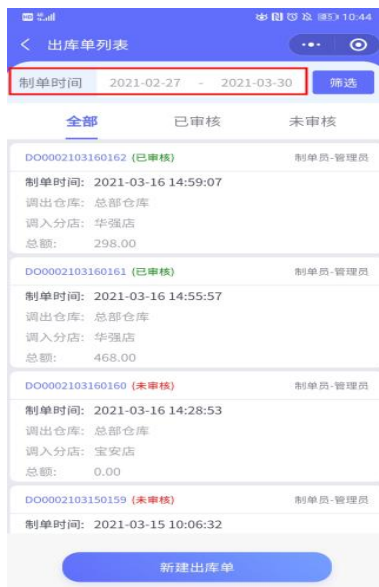 10:44
出库单列表
制单时间 2021-02-27 - 2021-03-30 筛选
全部 已审核 未审核
DO0002103160162 (已审核) 制单员-管理员
制单时间: 2021-03-16 14:59:07
调出仓库: 总部仓库
调入分店: 华强店
总额: 298.00
DO0002103160161 (已审核) 制单员-管理员
制单时间: 2021-03-16 14:55:57
调出仓库: 总部仓库
调入分店: 华强店
总额: 468.00
DO0002103160160 (未审核) 制单员-管理员
制单时间: 2021-03-16 14:28:53
调出仓库: 总部仓库
调入分店: 宝安店
总额: 0.00
DO0002103150159 (未审核) 制单员-管理员
制单时间: 2021-03-15 10:06:32
新建出库单